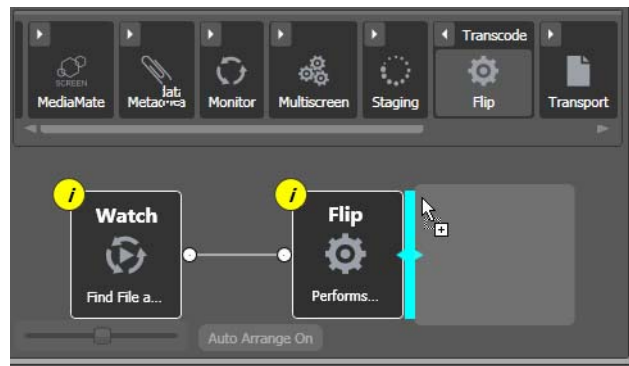 Transcode
SCREEN
MediaMate
Monitor
Multiscreen
Staging
Flip
Transport
i
Watch
Find File a...
i
Flip
Performs...
Auto Arrange On